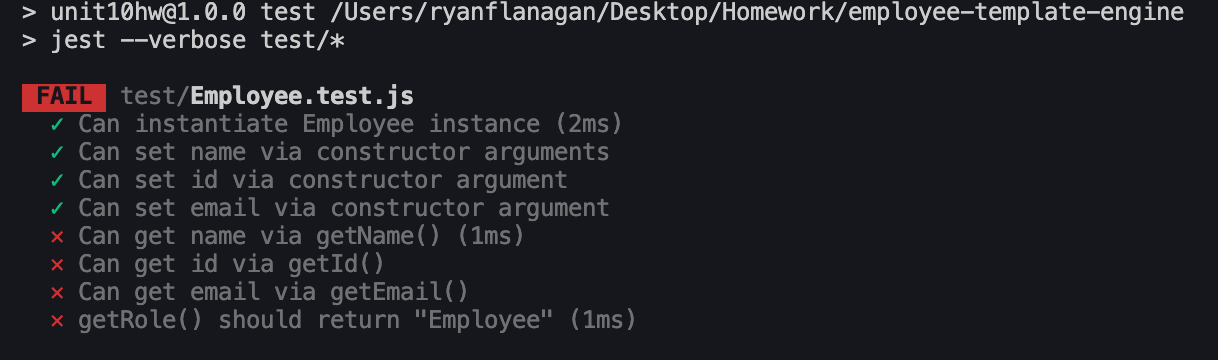 > unit10hw@1.0.0 test /Users/ryanflanagan/Desktop/Homework/employee-template-engine
> jest --verbose test/*
FAIL test/Employee.test.js
✓ Can instantiate Employee instance (2ms)
✓ Can set name via constructor arguments
✓ Can set id via constructor argument
✓ Can set email via constructor argument
✕ Can get name via getName() (1ms)
✕ Can get id via getId()
✕ Can get email via getEmail()
✕ getRole() should return "Employee" (1ms)